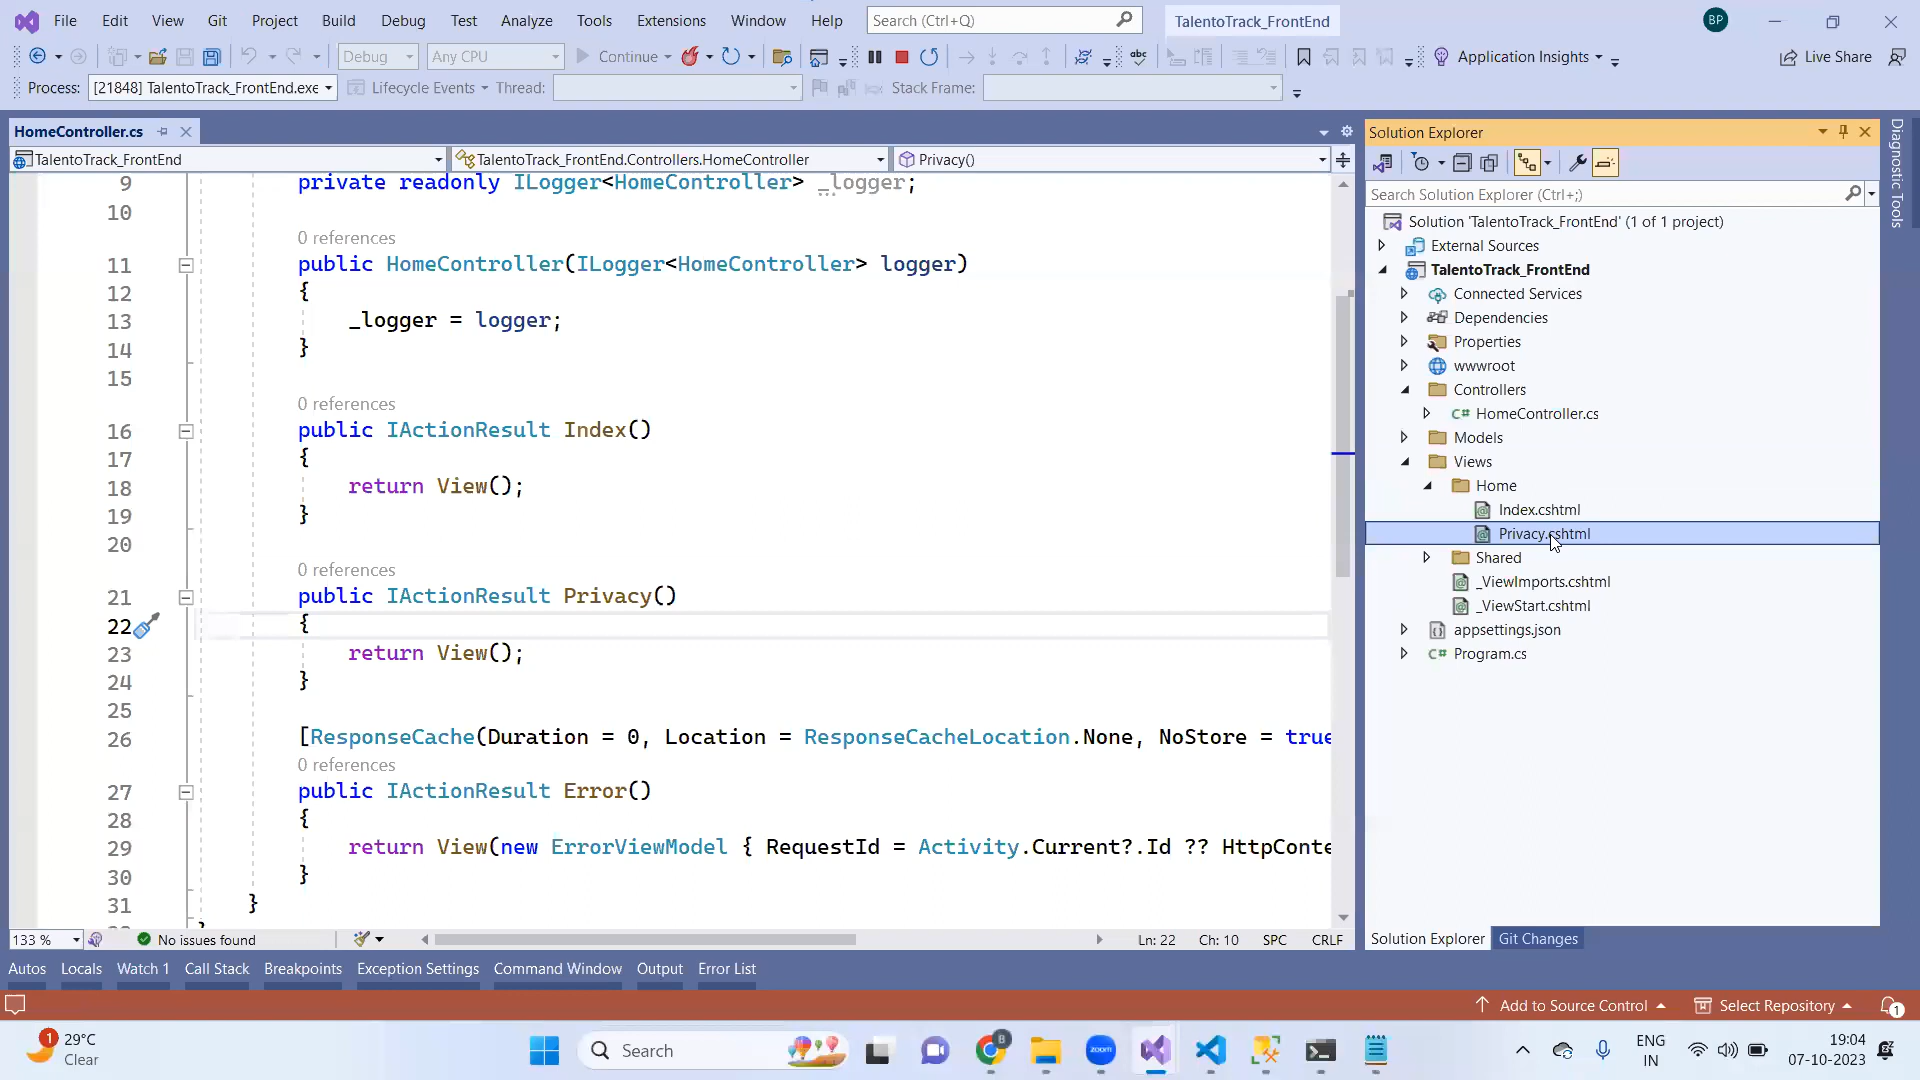 File Edit View Git Project Build Debug Test Analyze Tools Extensions Window Help Search (Ctrl+Q) TalentoTrack_FrontEnd BP
Debug Any CPU Continue Application Insights Live Share
Process: [21848] TalentoTrack_FrontEnd.exe Lifecycle Events Thread: Stack Frame:
HomeController.cs
TalentoTrack_FrontEnd TalentoTrack_FrontEnd.Controllers.HomeController Privacy()
9 private readonly ILogger<HomeController> _logger;
10
0 references
11 public HomeController(ILogger<HomeController> logger)
12 {
13 _logger = logger;
14 }
15
0 references
16 public IActionResult Index()
17 {
18 return View();
19 }
20
0 references
21 public IActionResult Privacy()
22 {
23 return View();
24 }
25
26 [ResponseCache(Duration = 0, Location = ResponseCacheLocation.None, NoStore = true
0 references
27 public IActionResult Error()
28 {
29 return View(new ErrorViewModel { RequestId = Activity.Current?.Id ?? HttpConte
30 }
31 }
133 % No issues found Ln: 22 Ch: 10 SPC CRLF
Solution Explorer
Search Solution Explorer (Ctrl+;)
Solution 'TalentoTrack_FrontEnd' (1 of 1 project)
External Sources
TalentoTrack_FrontEnd
Connected Services
Dependencies
Properties
wwwroot
Controllers
C# HomeController.cs
Models
Views
Home
Index.cshtml
Privacy.cshtml
Shared
_ViewImports.cshtml
_ViewStart.cshtml
appsettings.json
C# Program.cs
Solution Explorer Git Changes
Diagnostic Tools
Autos Locals Watch 1 Call Stack Breakpoints Exception Settings Command Window Output Error List
Add to Source Control Select Repository 1
1 29°C
Clear
Search
B
zoom
ENG
IN
19:04
07-10-2023